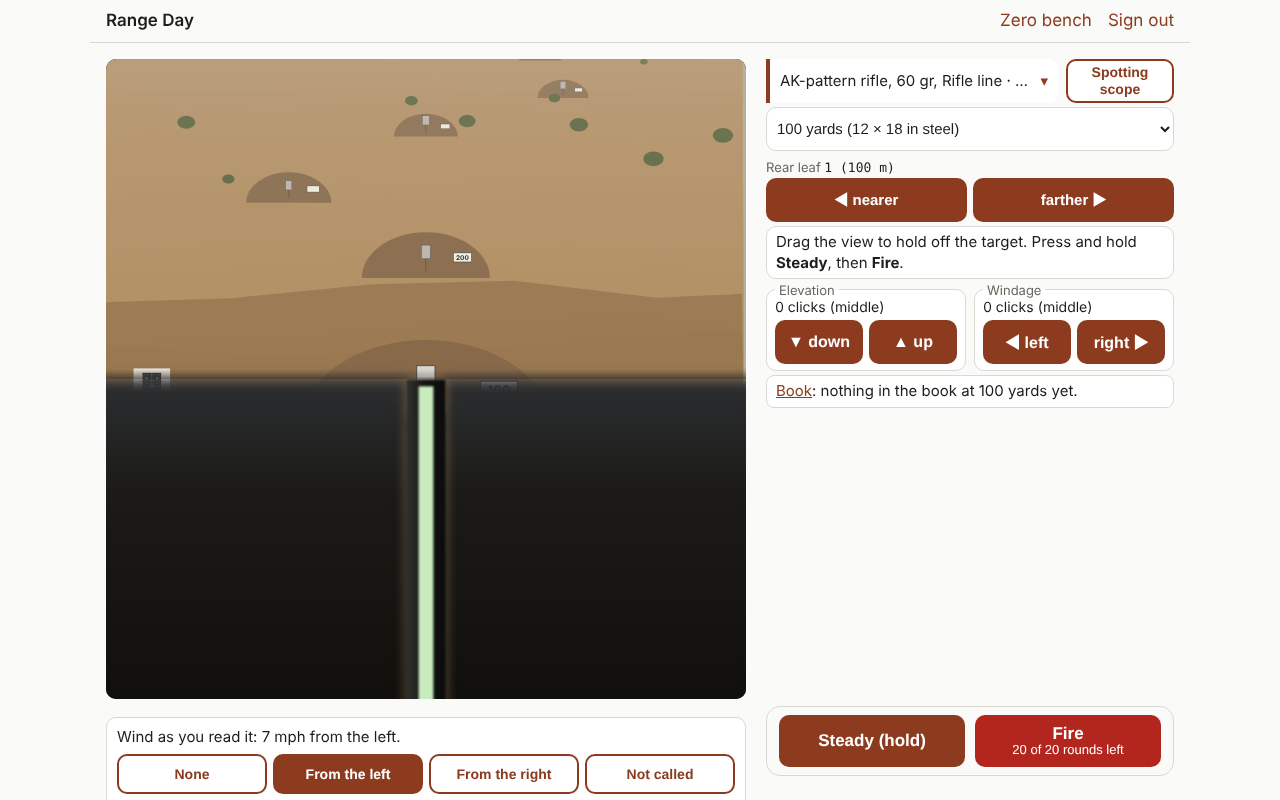 Range Day
Zero bench
Sign out
200
100
AK-pattern rifle, 60 gr, Rifle line · ... ▼
Spotting
scope
100 yards (12 × 18 in steel)
Rear leaf 1 (100 m)
◀ nearer
farther ▶
Drag the view to hold off the target. Press and hold
Steady, then Fire.
Elevation
0 clicks (middle)
▼ down
▲ up
Windage
0 clicks (middle)
◀ left
right ▶
Book: nothing in the book at 100 yards yet.
Steady (hold)
Fire
20 of 20 rounds left
Wind as you read it: 7 mph from the left.
None
From the left
From the right
Not called